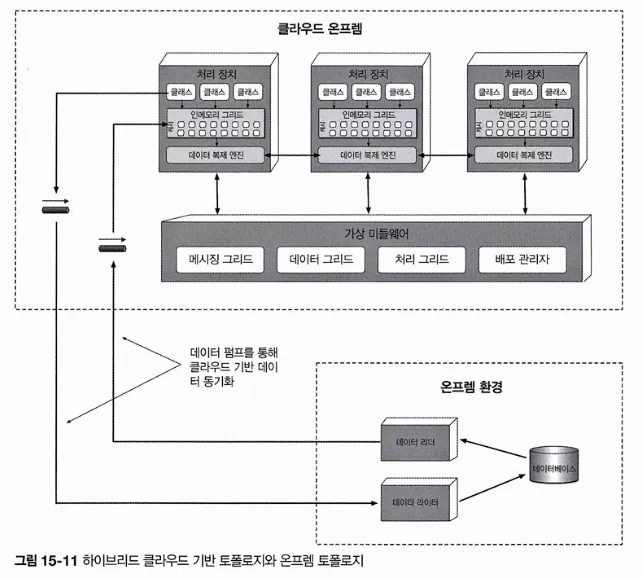 클라우드 온프렘
처리 장치
클래스 클래스 클래스
인메모리 그리드
캐시
데이터 복제 엔진
처리 장치
클래스 클래스 클래스
인메모리 그리드
캐시
데이터 복제 엔진
처리 장치
클래스 클래스 클래스
인메모리 그리드
캐시
데이터 복제 엔진
가상 미들웨어
메시징 그리드 데이터 그리드 처리 그리드 배포 관리자
데이터 펌프를 통해
클라우드 기반 데이
터 동기화
온프렘 환경
데이터 리더
데이터베이스
데이터 라이터
그림 15-11 하이브리드 클라우드 기반 토폴로지와 온프렘 토폴로지